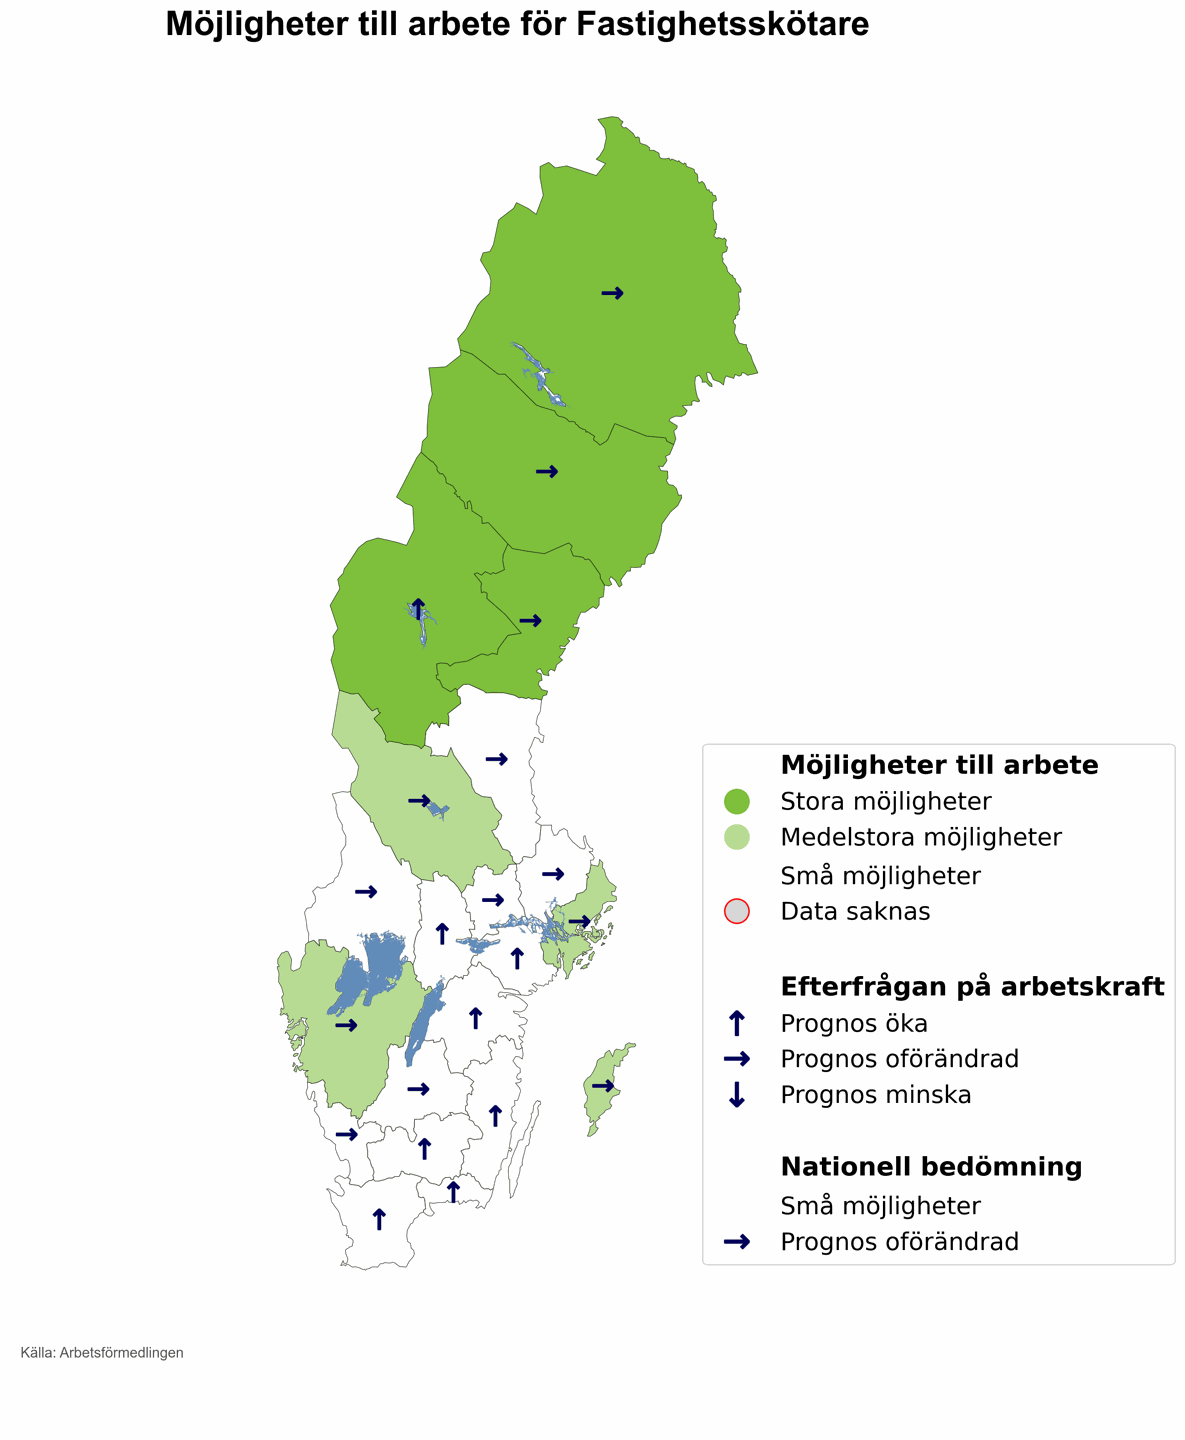 Möjligheter till arbete för Fastighetsskötare
Möjligheter till arbete
Stora möjligheter
Medelstora möjligheter
Små möjligheter
Data saknas
Efterfrågan på arbetskraft
Prognos öka
Prognos oförändrad
Prognos minska
Nationell bedömning
Små möjligheter
Prognos oförändrad
Källa: Arbetsförmedlingen